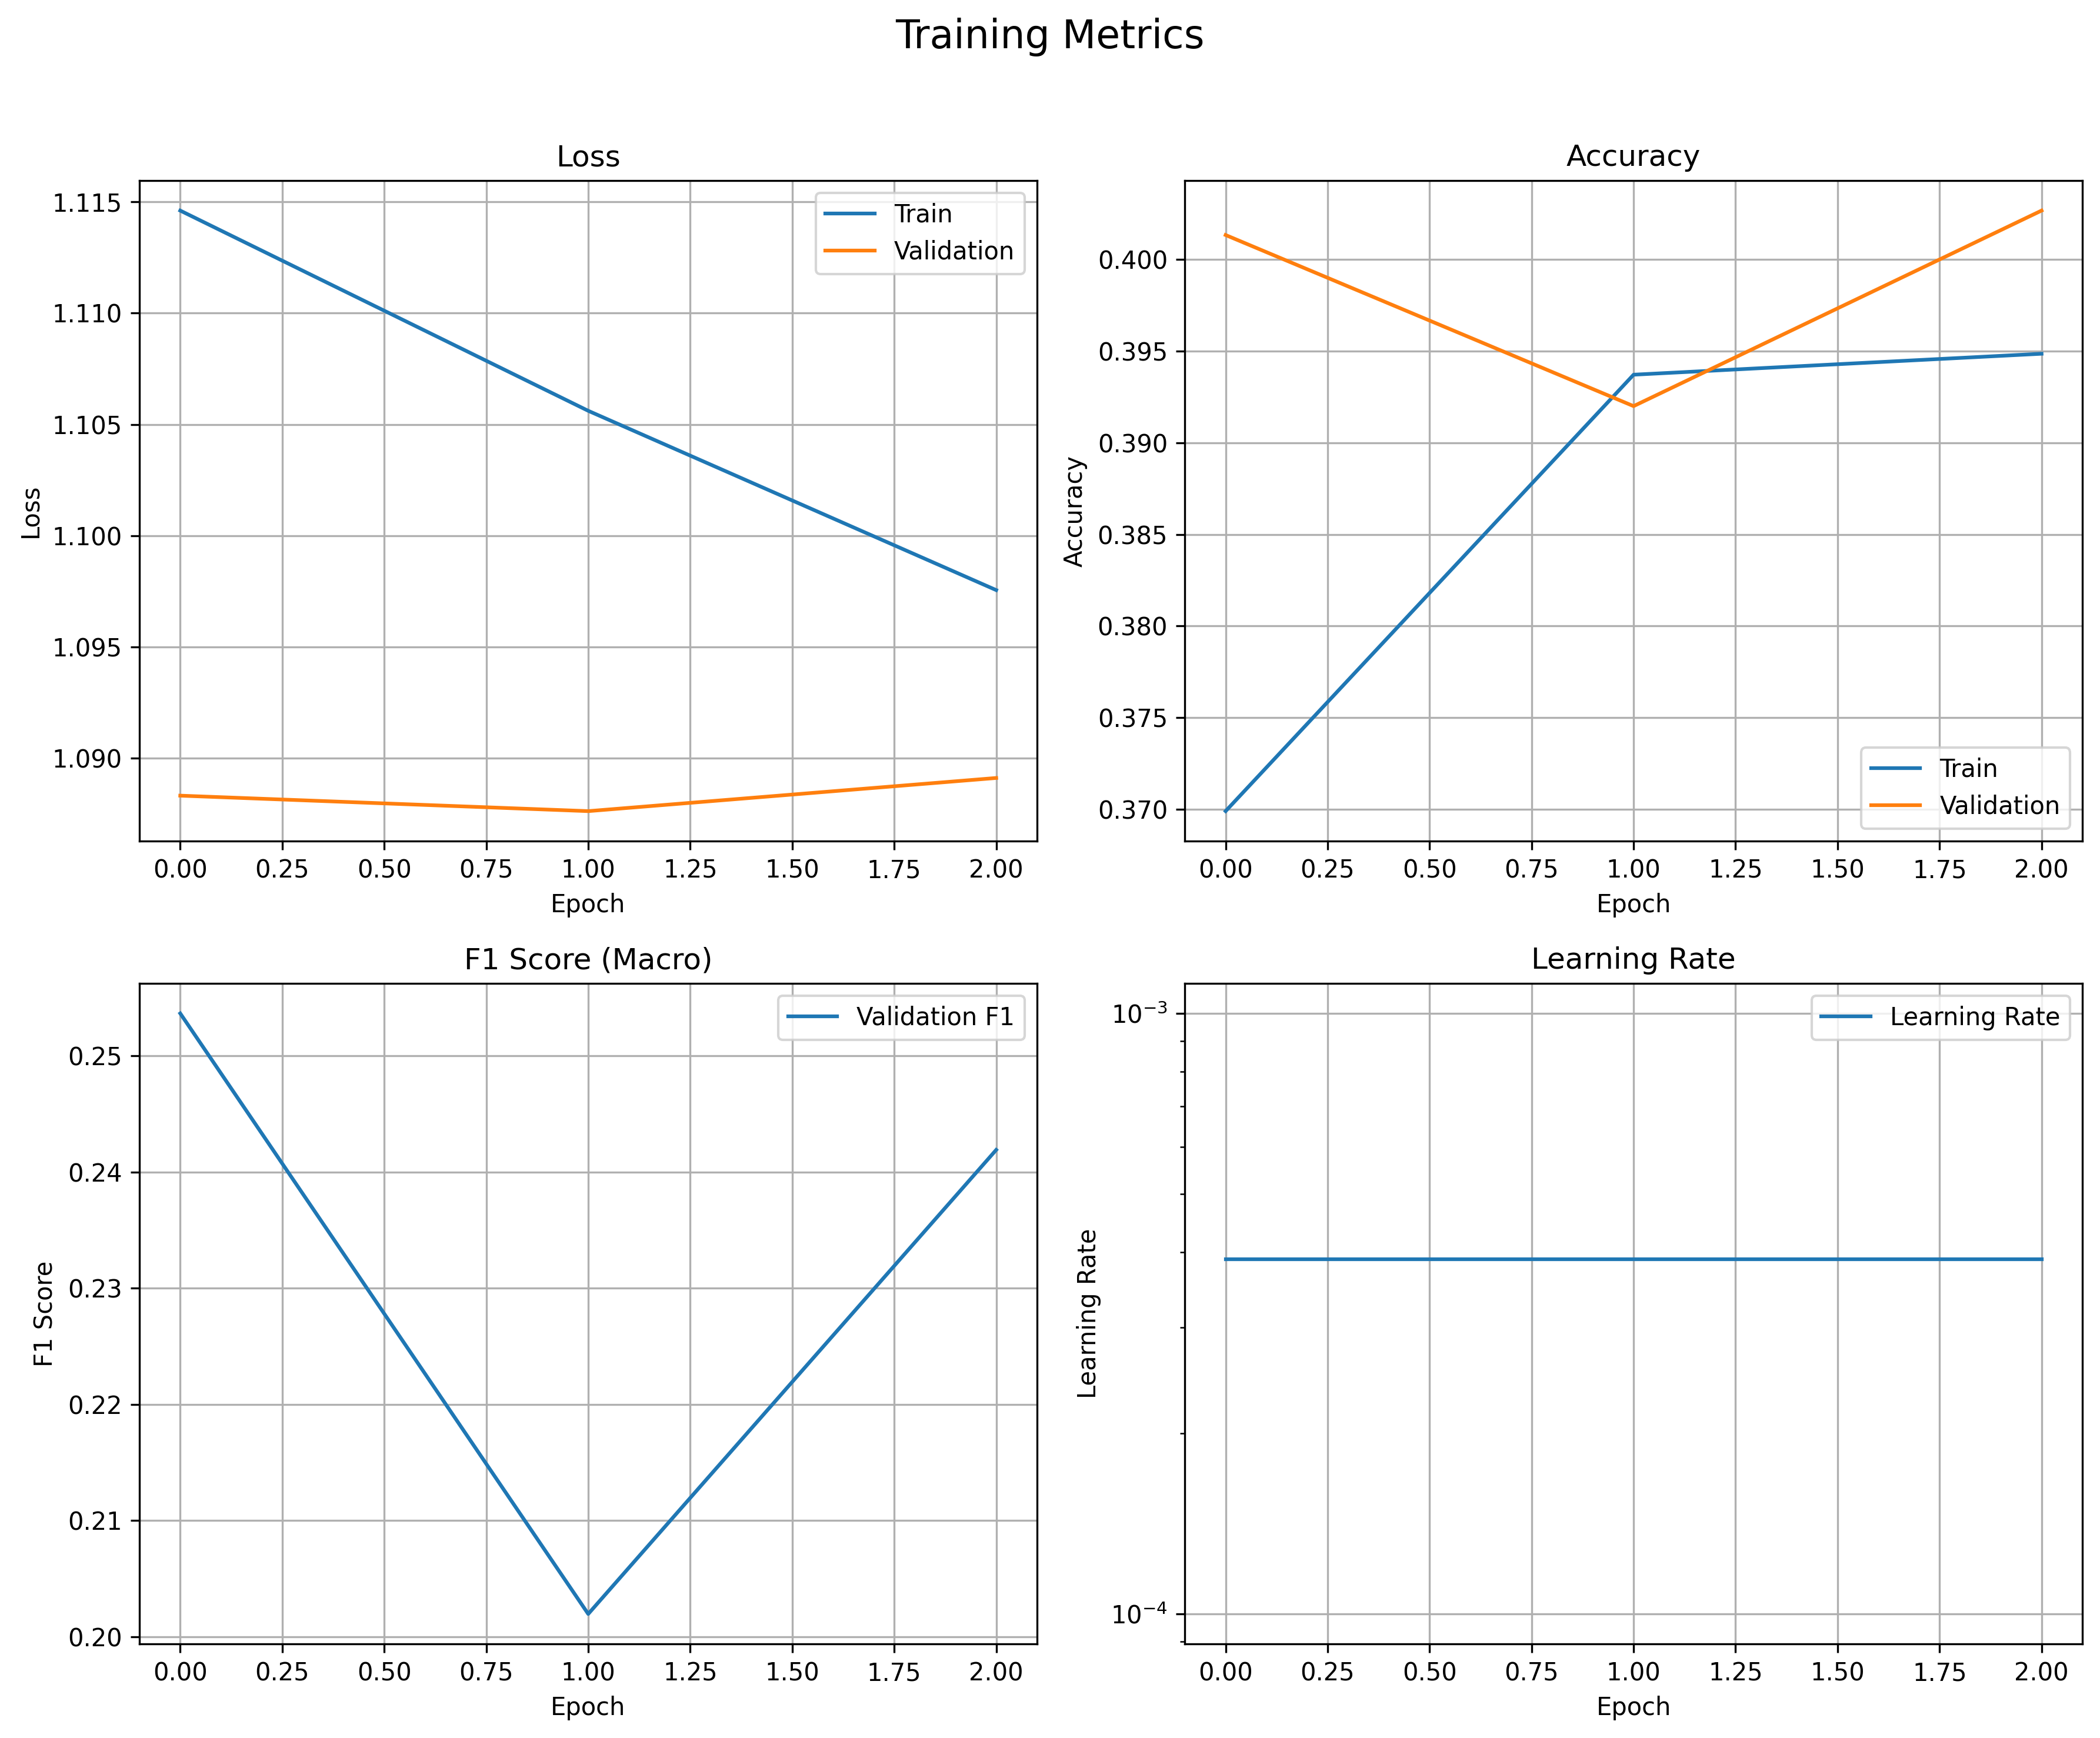 Training Metrics
Loss
1.115
1.110
1.105
1.100
1.095
1.090
Loss
Train
Validation
0.00 0.25 0.50 0.75 1.00 1.25 1.50 1.75 2.00
Epoch
Accuracy
0.400
0.395
0.390
0.385
0.380
0.375
0.370
Accuracy
Train
Validation
0.00 0.25 0.50 0.75 1.00 1.25 1.50 1.75 2.00
Epoch
F1 Score (Macro)
0.25
0.24
0.23
0.22
0.21
0.20
F1 Score
Validation F1
0.00 0.25 0.50 0.75 1.00 1.25 1.50 1.75 2.00
Epoch
Learning Rate
10⁻³
10⁻⁴
Learning Rate
Learning Rate
0.00 0.25 0.50 0.75 1.00 1.25 1.50 1.75 2.00
Epoch